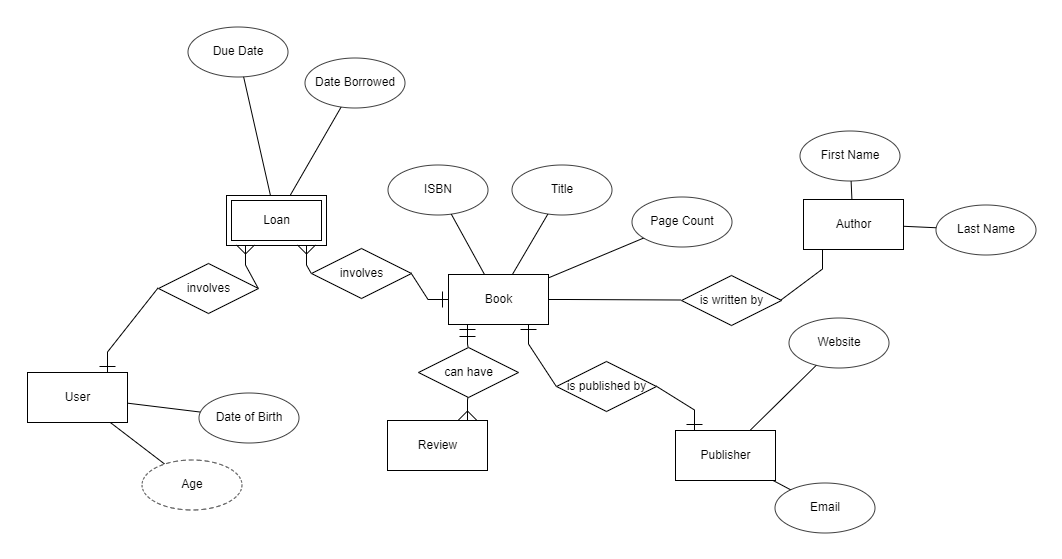 Due Date
Date Borrowed
First Name
ISBN
Title
Page Count
Loan
Author
Last Name
involves
involves
Book
is written by
Website
can have
is published by
User
Date of Birth
Review
Publisher
Age
Email